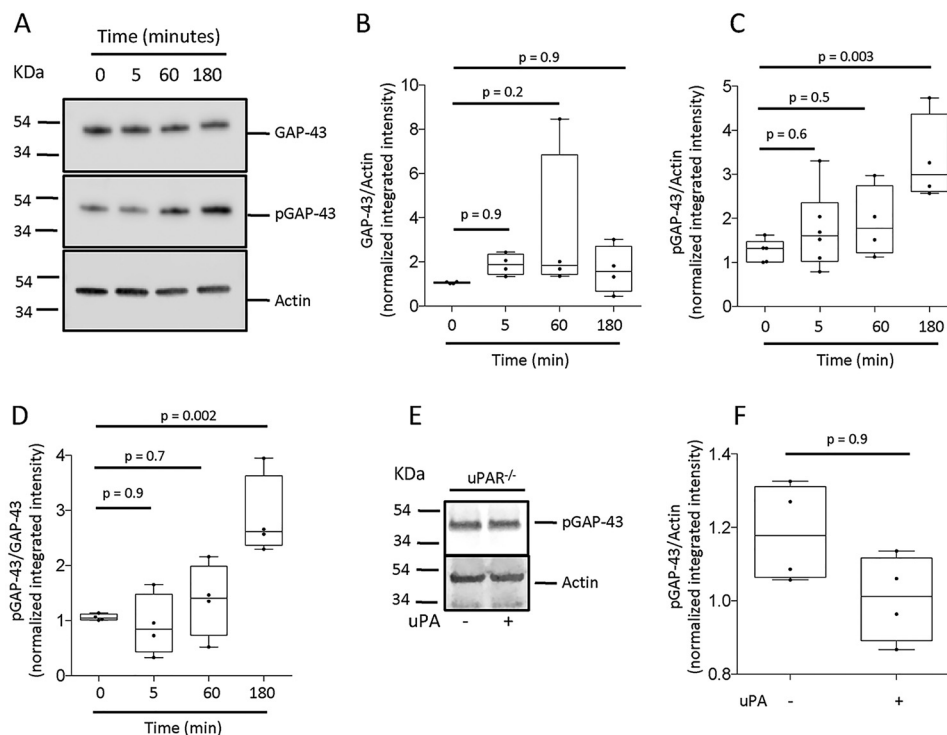 A
Time (minutes)
KDa
0 5 60 180
54
34
GAP-43
54
34
pGAP-43
54
34
Actin
B
GAP-43/Actin
(normalized integrated intensity)
10
8
6
4
2
0
p = 0.9
p = 0.2
p = 0.9
0 5 60 180
Time (min)
C
pGAP-43/Actin
(normalized integrated intensity)
5
4
3
2
1
0
p = 0.003
p = 0.5
p = 0.6
0 5 60 180
Time (min)
D
pGAP-43/GAP-43
(normalized integrated intensity)
4
3
2
1
0
p = 0.002
p = 0.7
p = 0.9
0 5 60 180
Time (min)
E
KDa
uPAR-/-
54
34
pGAP-43
54
34
Actin
uPA - +
F
pGAP-43/Actin
(normalized integrated intensity)
1.4
1.2
1.0
0.8
p = 0.9
uPA - +